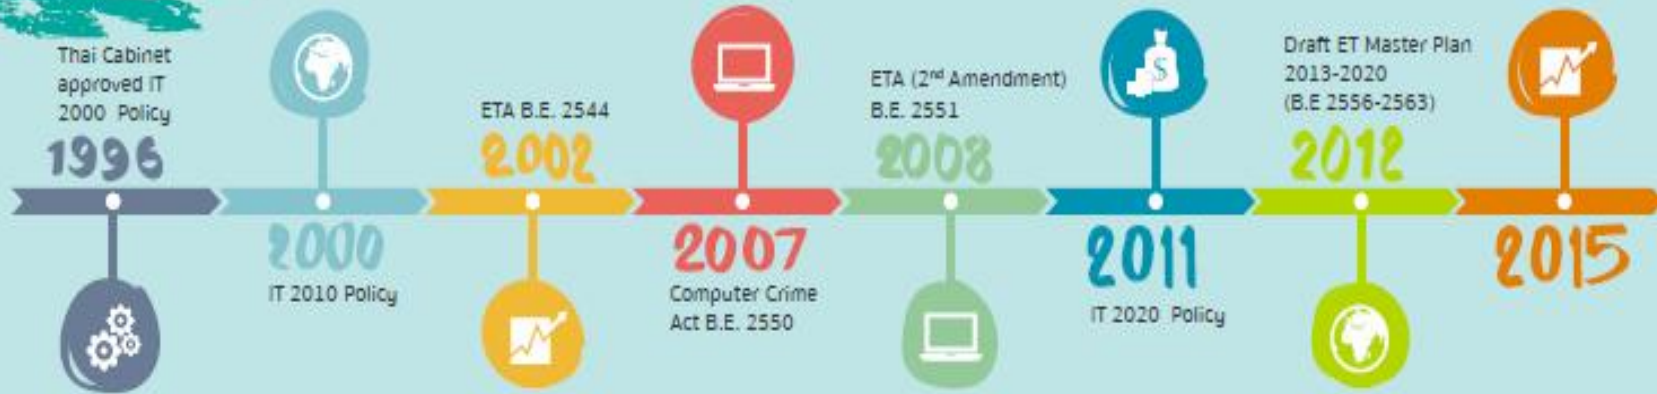 Thai Cabinet
approved IT
2000 Policy
1996
2000
IT 2010 Policy
ETA B.E. 2544
2002
2007
Computer Crime
Act B.E. 2550
ETA (2nd Amendment)
B.E. 2551
2008
$
2011
IT 2020 Policy
Draft ET Master Plan
2013-2020
(B.E 2556-2563)
2012
2015